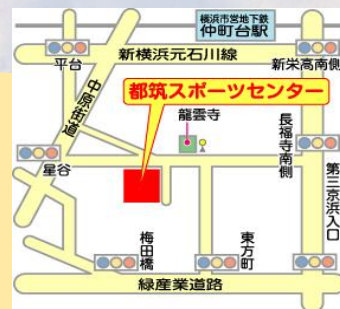 横浜市営地下鉄
仲町台駅
新横浜元石川線
平台
新栄高南側
中原街道
都筑スポーツセンター
龍雲寺
長福寺南側
星谷
第三京浜入口
梅田橋
東方町
緑産業道路